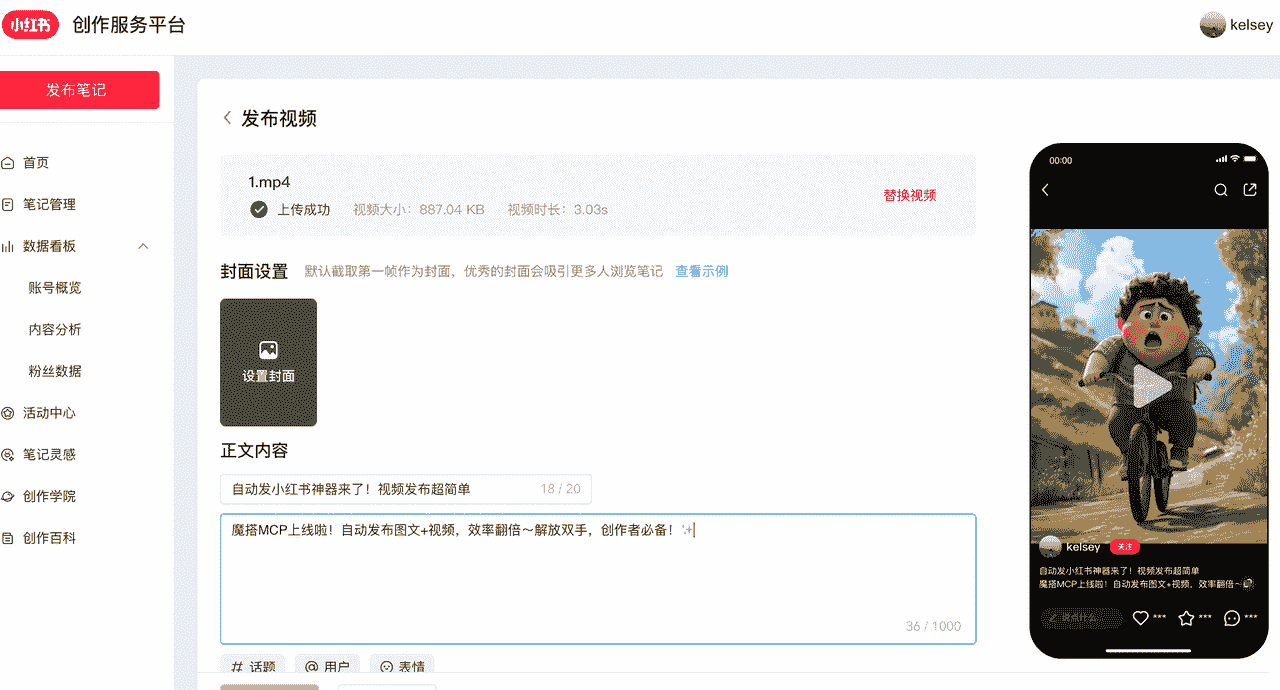 小红书 创作服务平台
kelsey
发布笔记
首页
笔记管理
数据看板
账号概览
内容分析
粉丝数据
活动中心
笔记灵感
创作学院
创作百科
发布视频
1.mp4
上传成功 视频大小：887.04 KB 视频时长：3.03s
替换视频
封面设置 默认截取第一帧作为封面，优秀的封面会吸引更多人浏览笔记 查看示例
设置封面
正文内容
自动发小红书神器来了！视频发布超简单 18 / 20
魔搭MCP上线啦！自动发布图文+视频，效率翻倍～解放双手，创作者必备！✨
36 / 1000
# 话题 @ 用户 表情
00:00
kelsey 关注
自动发小红书神器来了！视频发布超简单
魔搭MCP上线啦！自动发布图文+视频，效率翻倍～
说点什么
*** *** ***